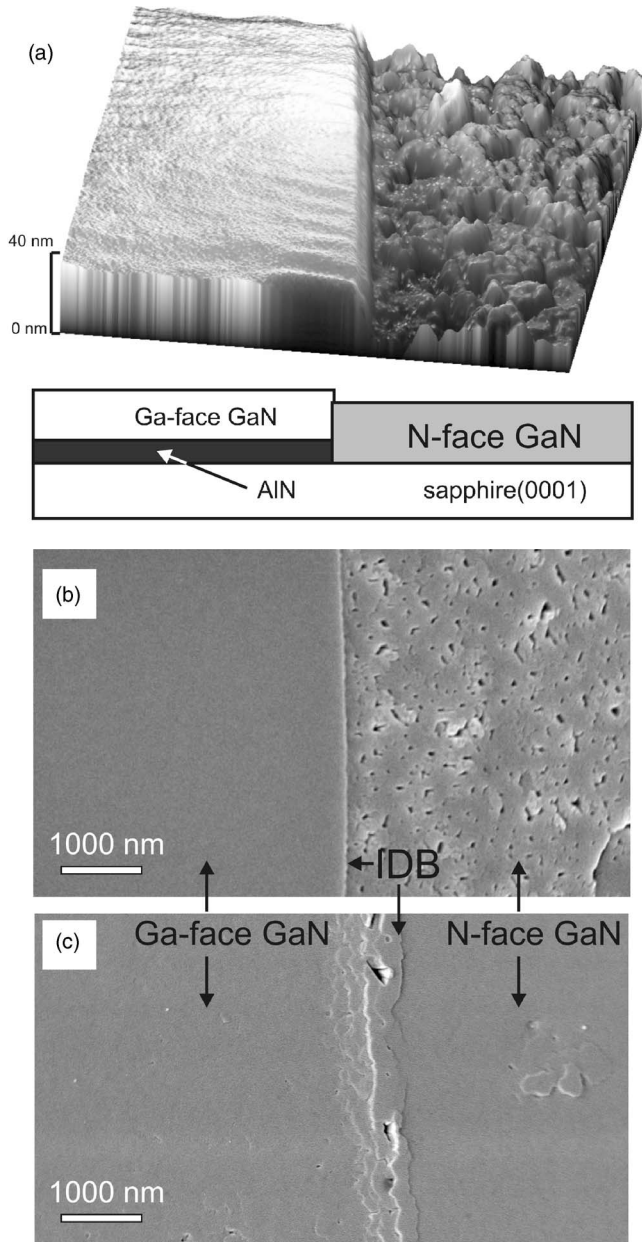 (a)
40 nm
0 nm
Ga-face GaN
N-face GaN
AlN
sapphire(0001)
(b)
1000 nm
IDB
Ga-face GaN
N-face GaN
(c)
1000 nm